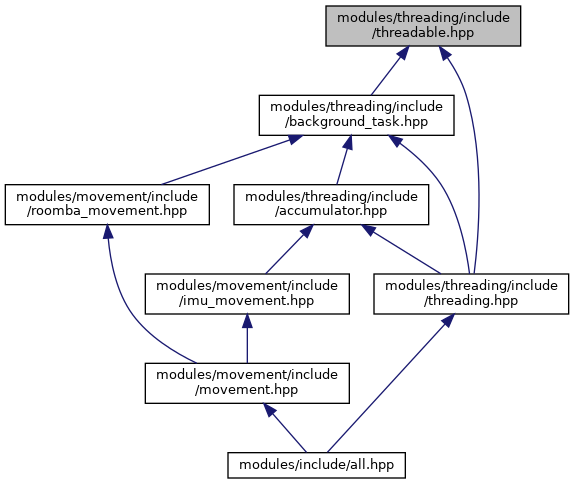 modules/threading/include
/threadable.hpp
modules/threading/include
/background_task.hpp
modules/movement/include
/roomba_movement.hpp
modules/threading/include
/accumulator.hpp
modules/movement/include
/imu_movement.hpp
modules/threading/include
/threading.hpp
modules/movement/include
/movement.hpp
modules/include/all.hpp